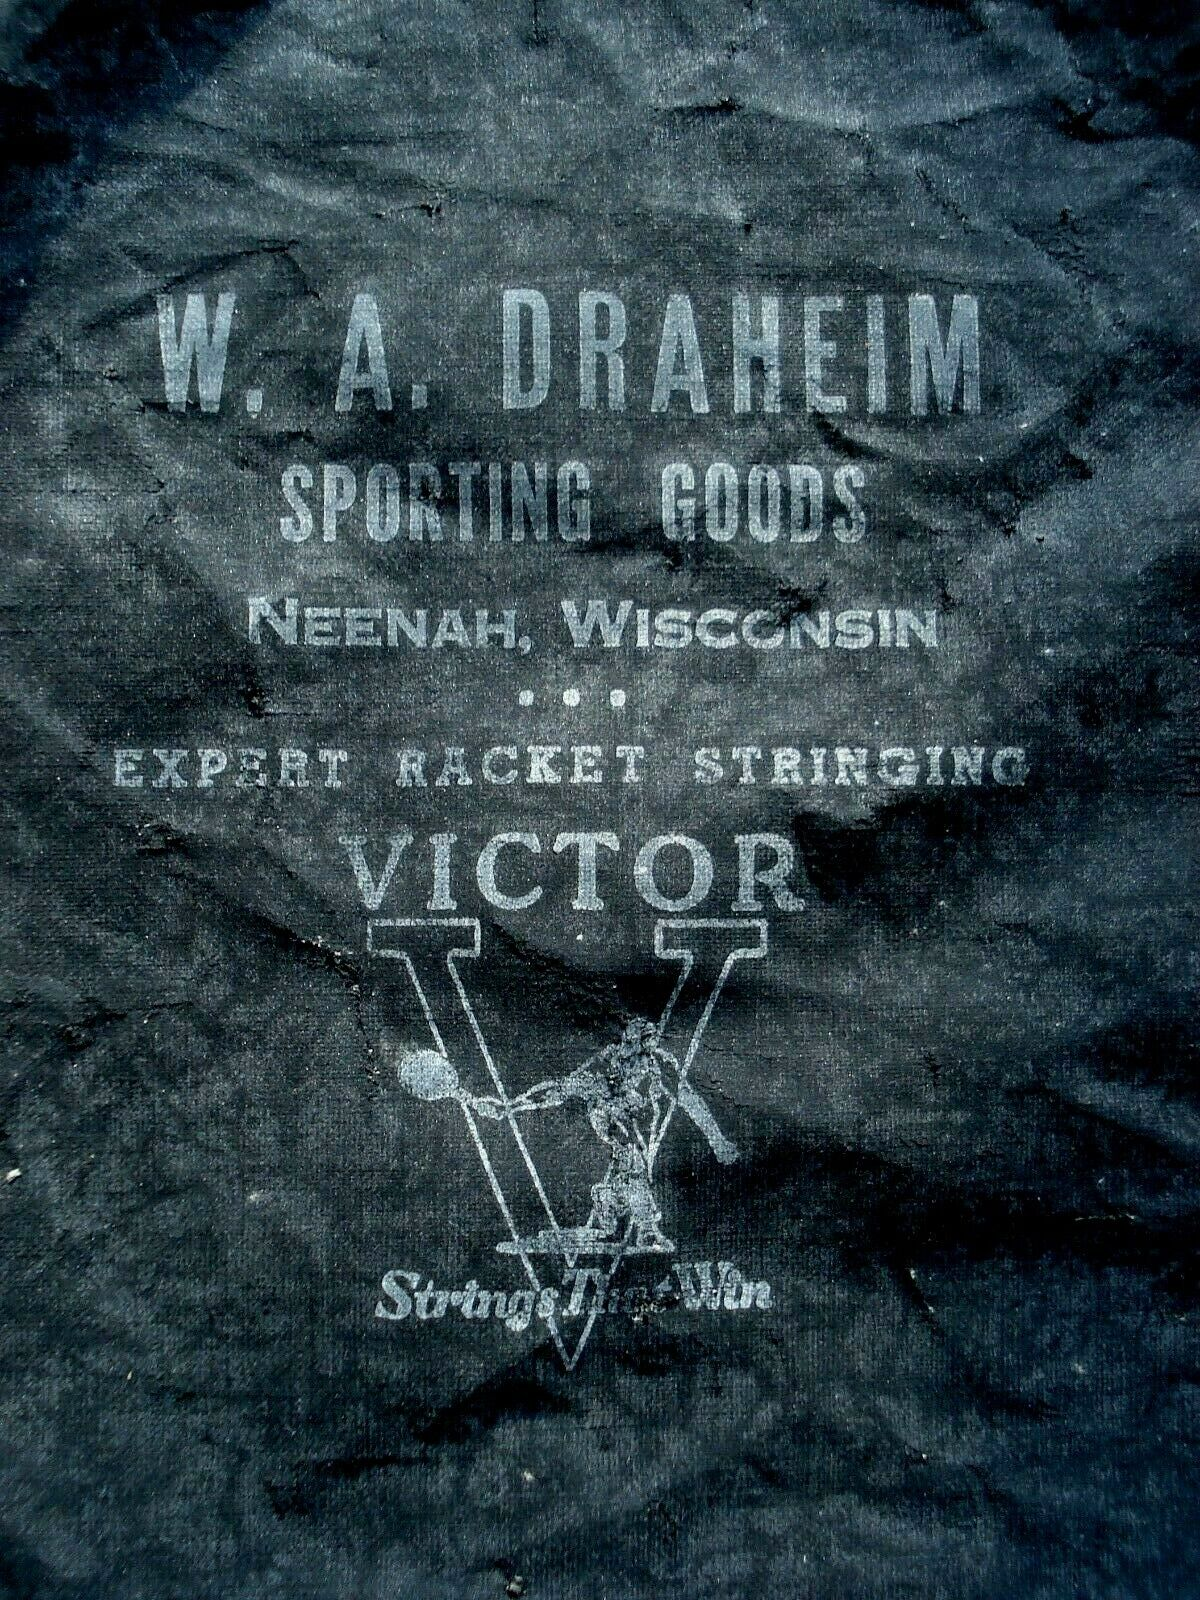 W. A. DRAHEIM
SPORTING GOODS
NEENAH, WISCONSIN
• • •
EXPERT RACKET STRINGING
VICTOR
V
Strings That Win